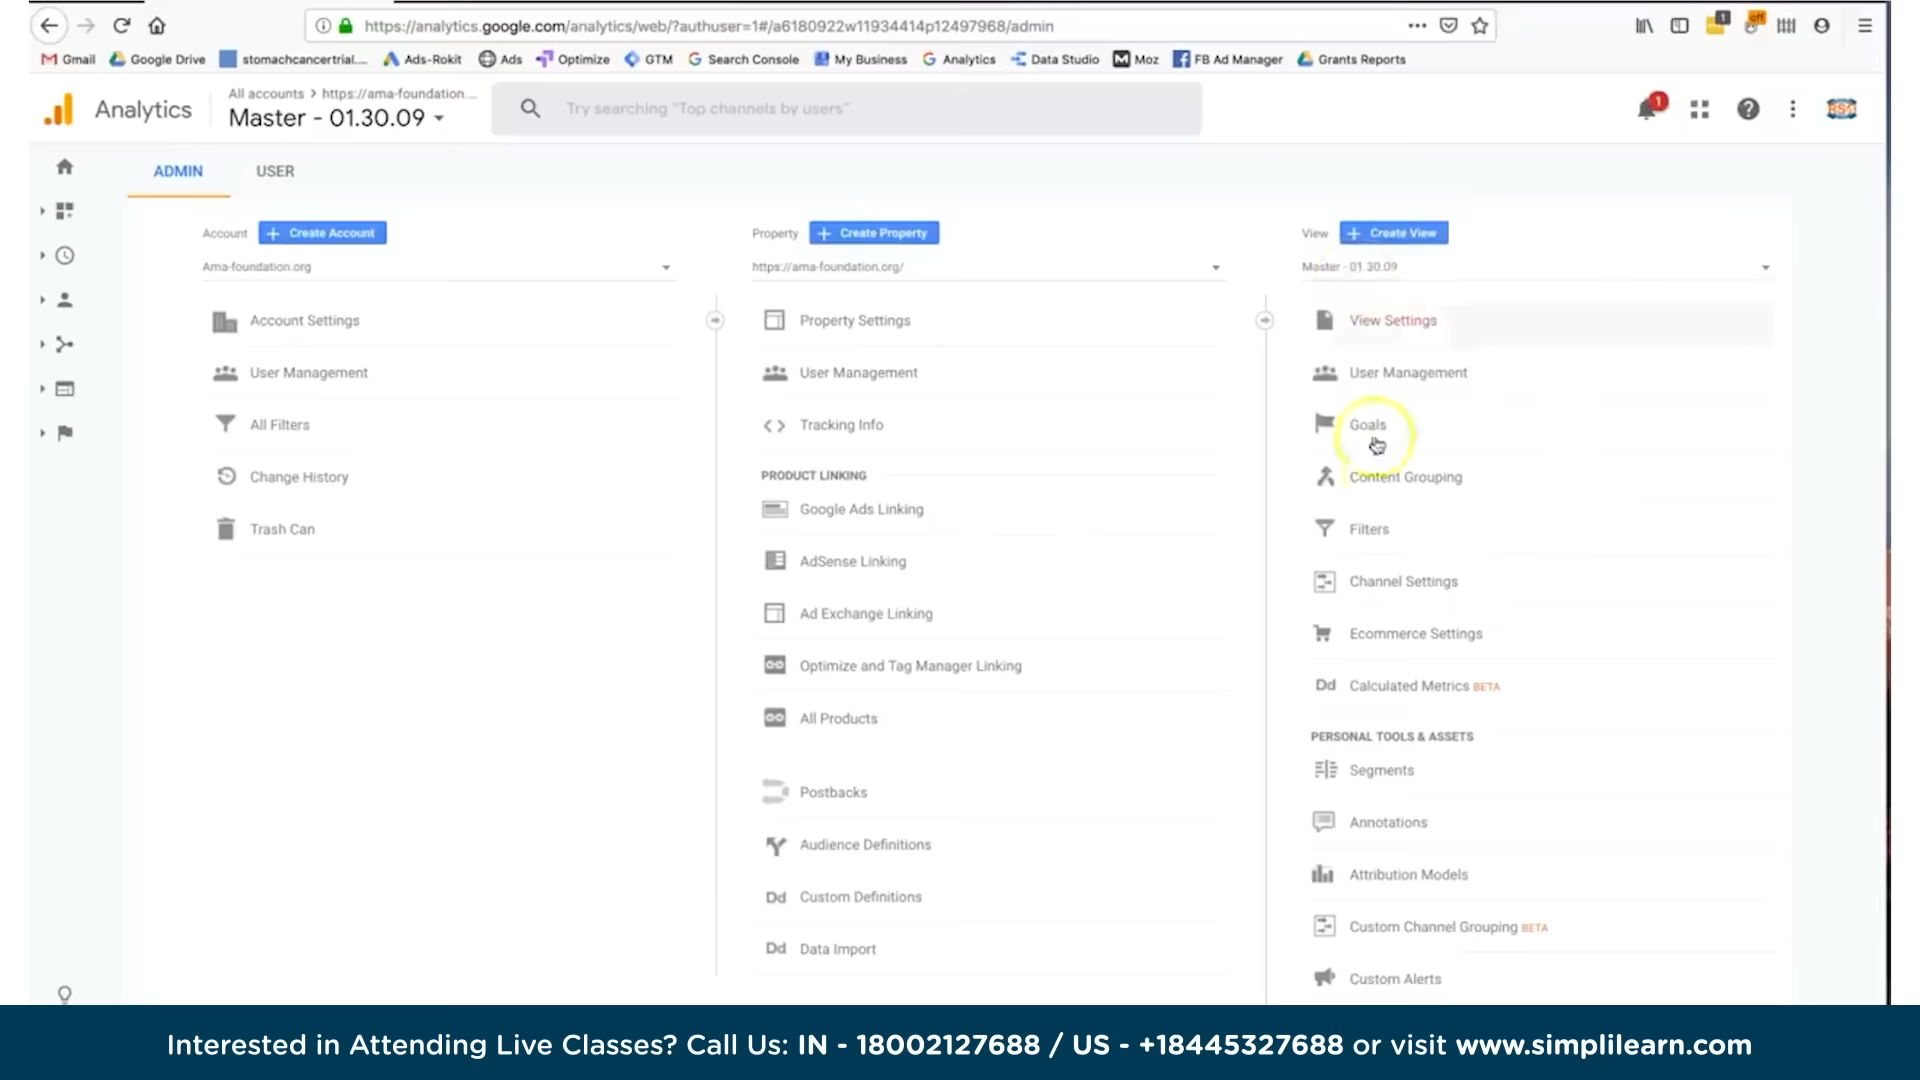 https://analytics.google.com/analytics/web/?authuser=1#/a6180922w11934414p12497968/admin
1
off
Gmail
Google Drive
stomachcancertrial....
Ads-Rokit
Ads
Optimize
GTM
Search Console
My Business
Analytics
Data Studio
Moz
FB Ad Manager
Grants Reports
Analytics
All accounts > https://ama-foundation....
Master - 01.30.09
Try searching "Top channels by users"
1
ADMIN
USER
Account
+ Create Account
Ama-foundation.org
Account Settings
User Management
All Filters
Change History
Trash Can
Property
+ Create Property
https://ama-foundation.org/
Property Settings
User Management
Tracking Info
PRODUCT LINKING
Google Ads Linking
AdSense Linking
Ad Exchange Linking
Optimize and Tag Manager Linking
All Products
Postbacks
Audience Definitions
Dd Custom Definitions
Dd Data Import
View
+ Create View
Master - 01.30.09
View Settings
User Management
Goals
Content Grouping
Filters
Channel Settings
Ecommerce Settings
Dd Calculated Metrics BETA
PERSONAL TOOLS & ASSETS
Segments
Annotations
Attribution Models
Custom Channel Grouping BETA
Custom Alerts
Interested in Attending Live Classes? Call Us: IN - 18002127688 / US - +18445327688 or visit www.simplilearn.com